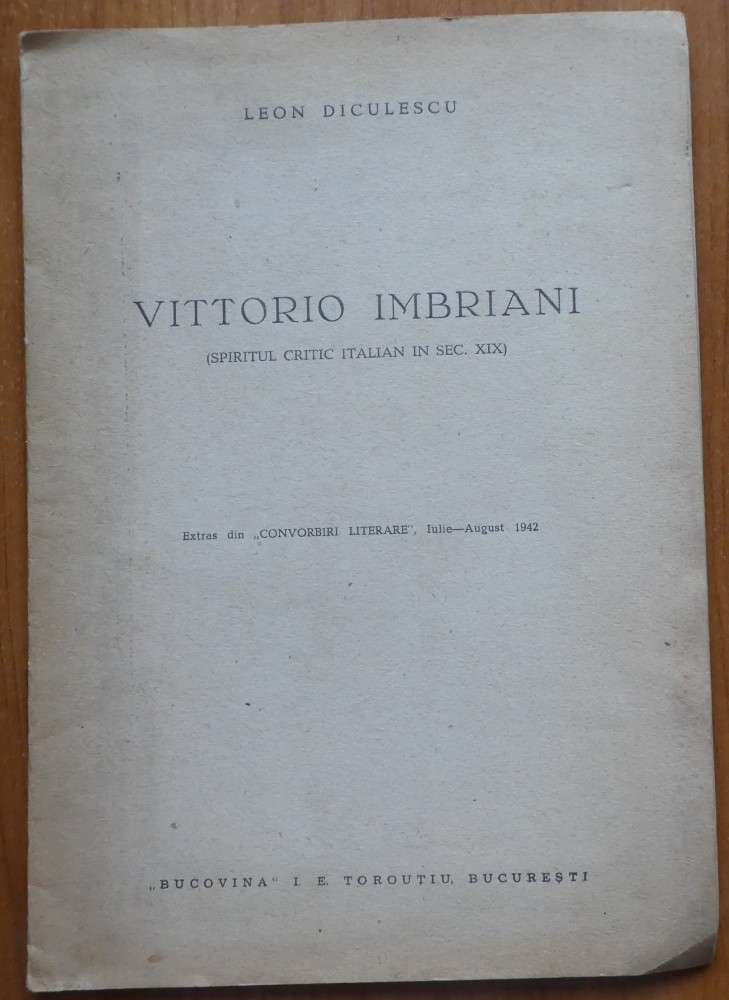 LEON DICULESCU
VITTORIO IMBRIANI
(SPIRITUL CRITIC ITALIAN IN SEC. XIX)
Extras din „CONVORBIRI LITERARE", Iulie—August 1942
„BUCOVINA" I. E. TOROUTIU, BUCUREȘTI